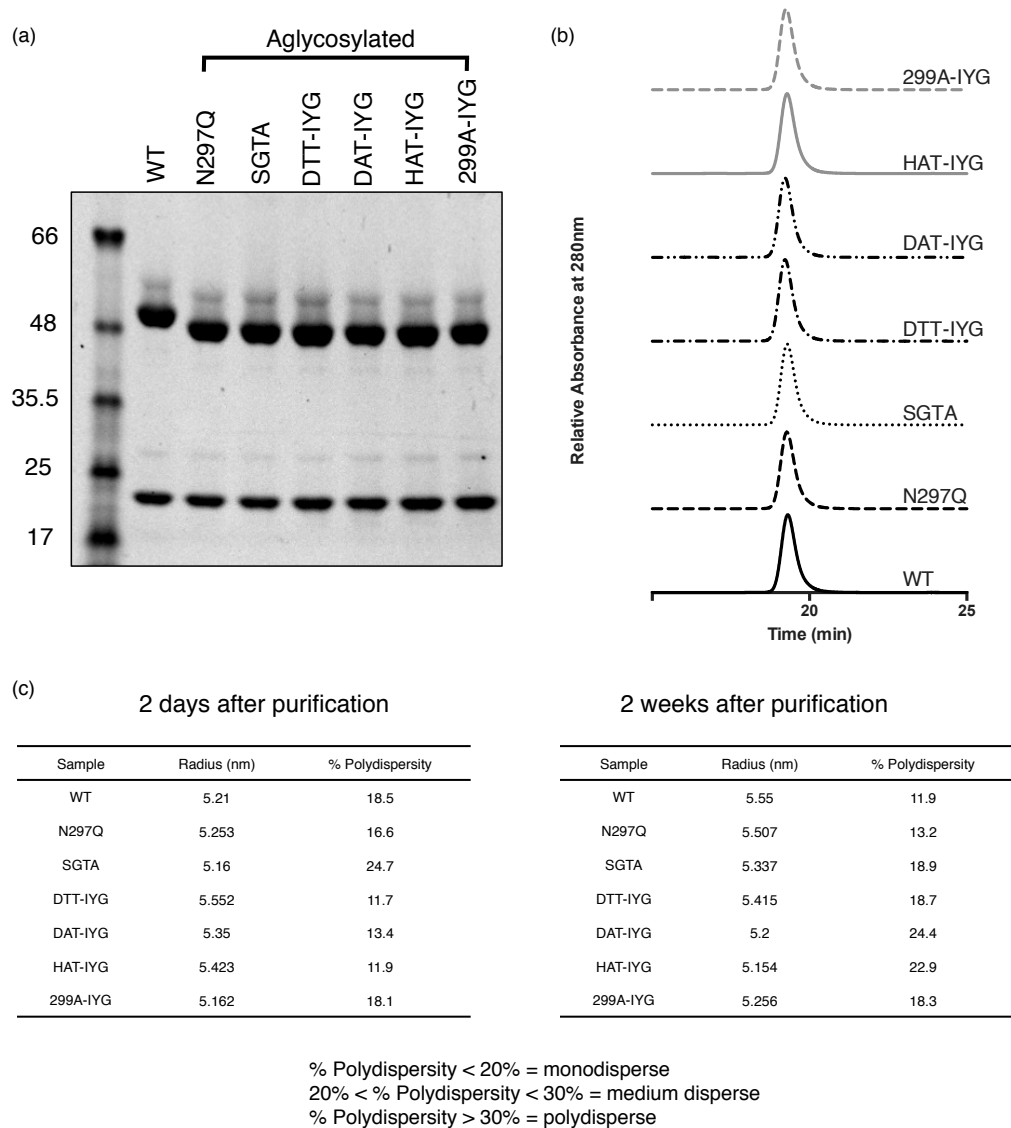 (a)
Aglycosylated
WT
N297Q
SGTA
DTT-IYG
DAT-IYG
HAT-IYG
299A-IYG
66
48
35.5
25
17
(b)
299A-IYG
HAT-IYG
DAT-IYG
DTT-IYG
SGTA
N297Q
WT
Relative Absorbance at 280nm
20 25
Time (min)
(c)
2 days after purification
Sample Radius (nm) % Polydispersity
WT 5.21 18.5
N297Q 5.253 16.6
SGTA 5.16 24.7
DTT-IYG 5.552 11.7
DAT-IYG 5.35 13.4
HAT-IYG 5.423 11.9
299A-IYG 5.162 18.1
2 weeks after purification
Sample Radius (nm) % Polydispersity
WT 5.55 11.9
N297Q 5.507 13.2
SGTA 5.337 18.9
DTT-IYG 5.415 18.7
DAT-IYG 5.2 24.4
HAT-IYG 5.154 22.9
299A-IYG 5.256 18.3
% Polydispersity < 20% = monodisperse
20% < % Polydispersity < 30% = medium disperse
% Polydispersity > 30% = polydisperse